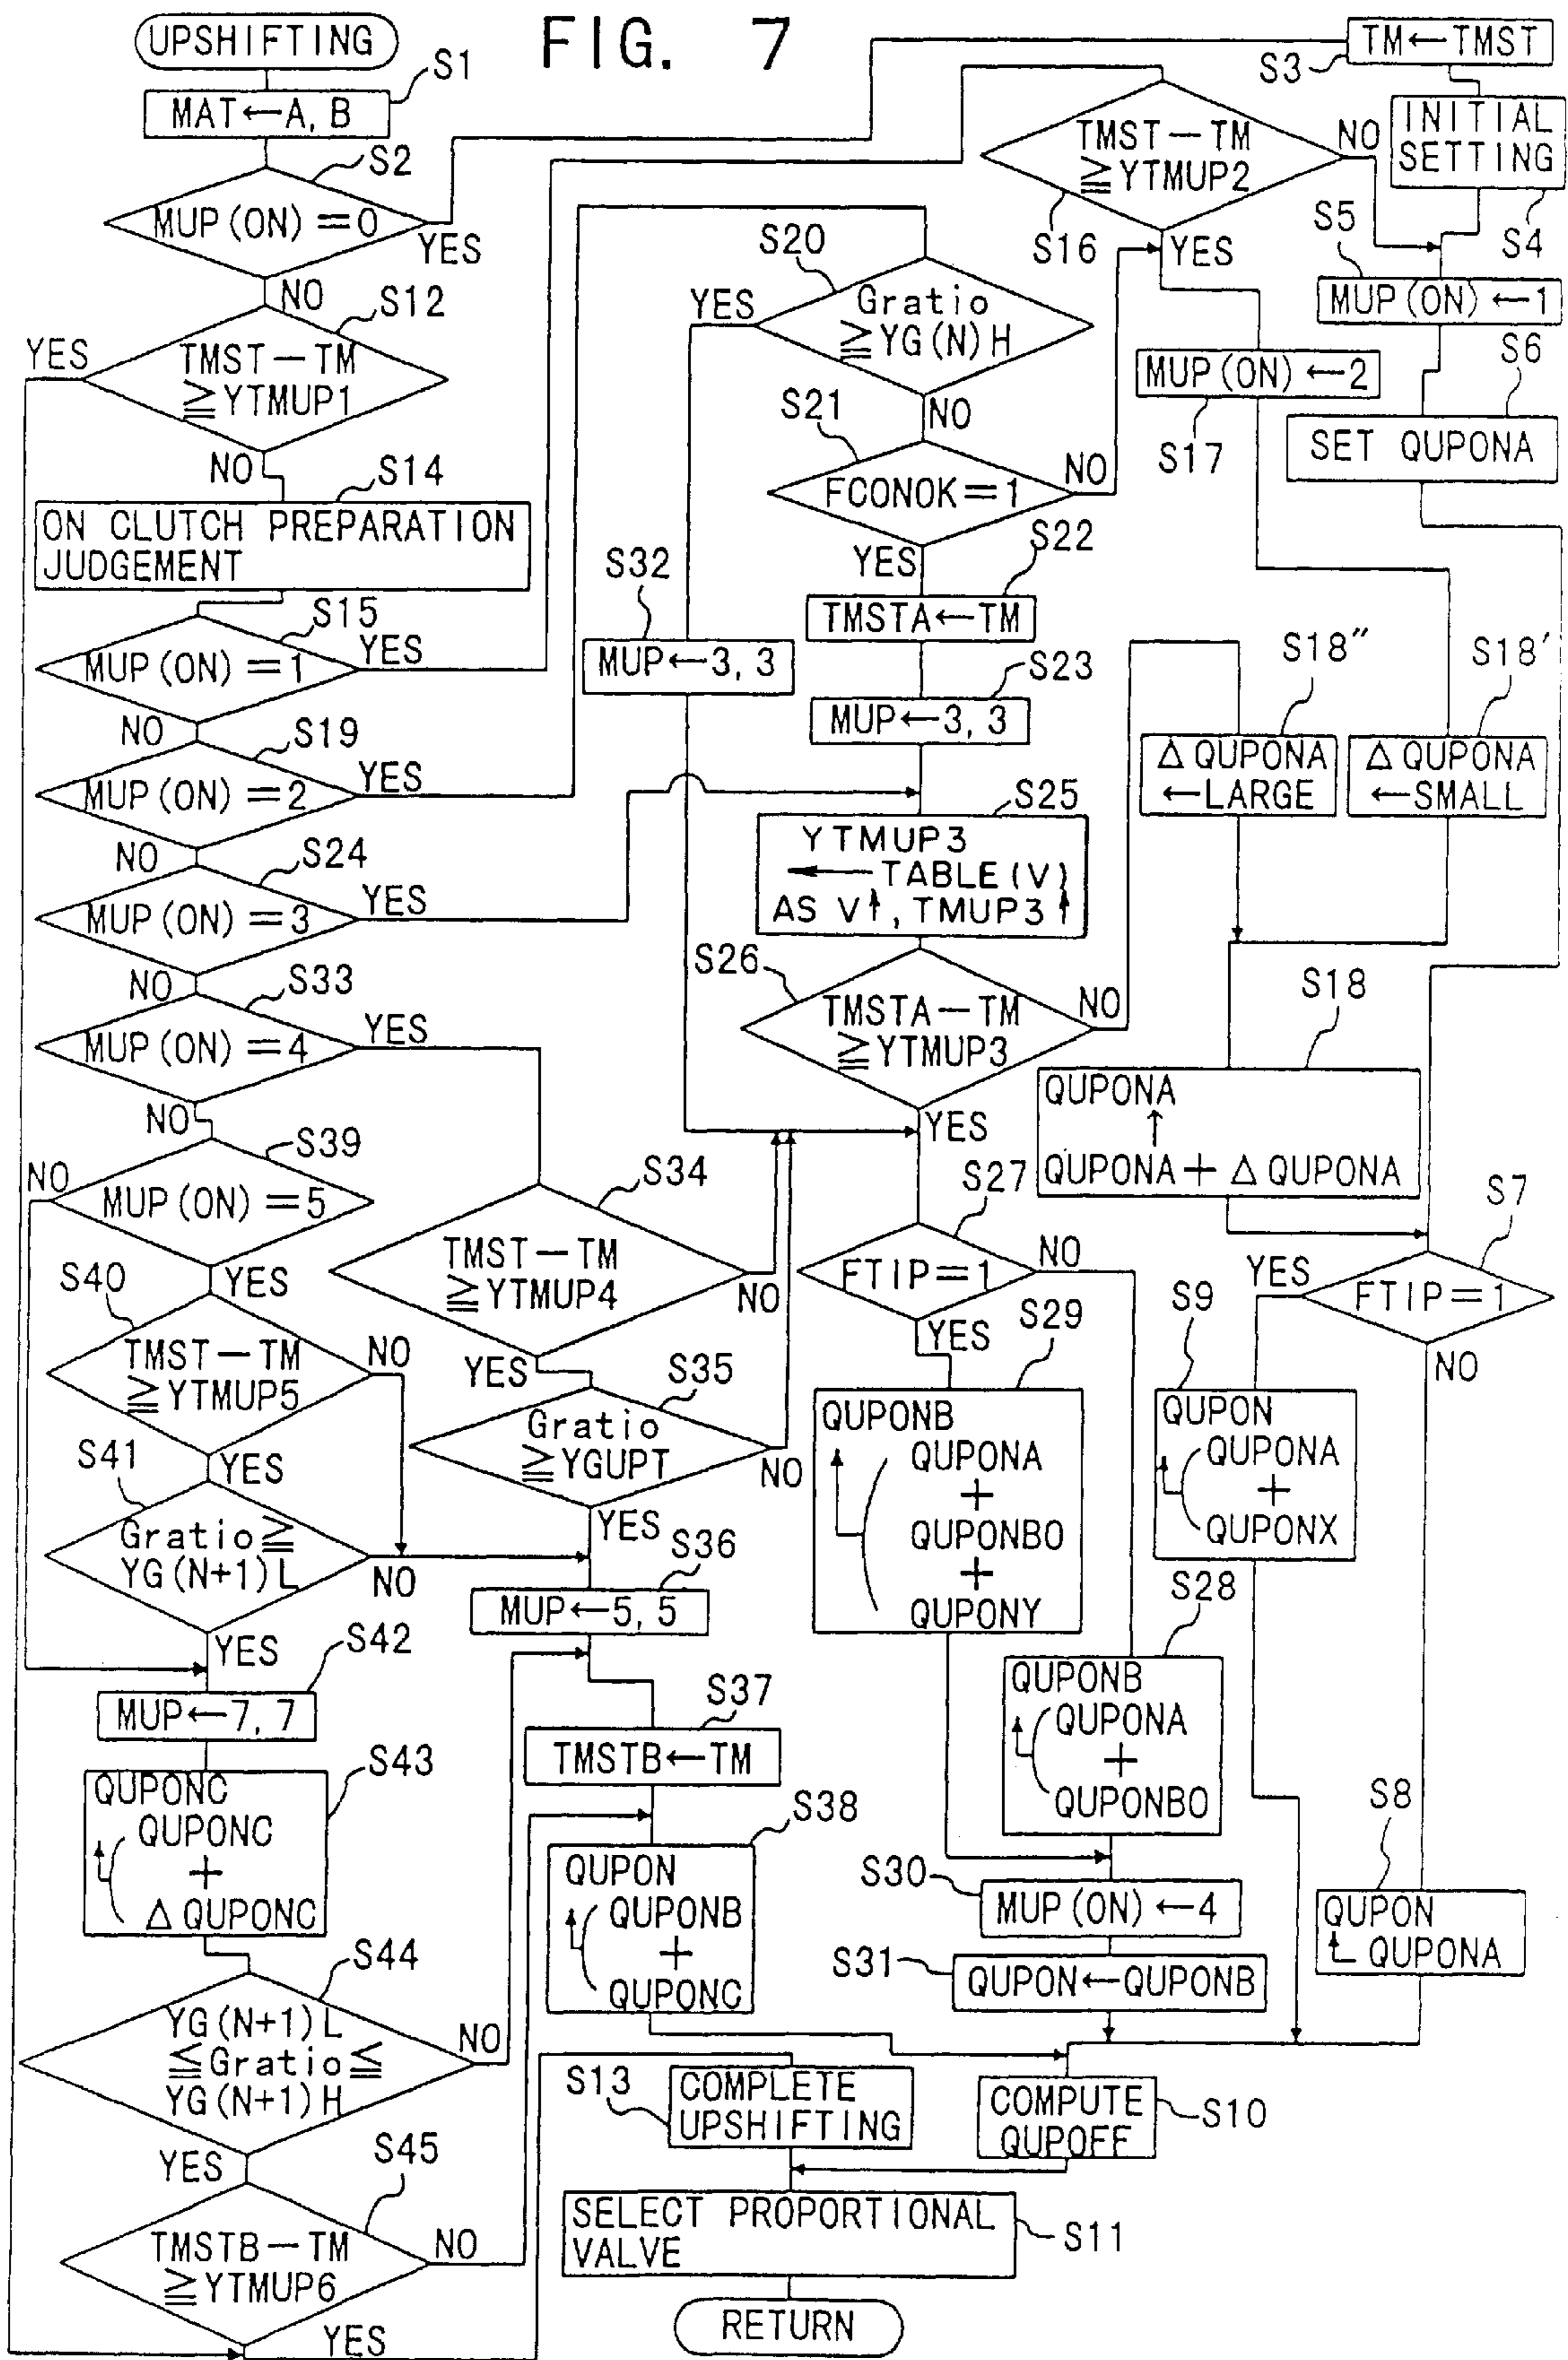 FIG. 7
UPSHIFTING
S1
MAT←A, B
S2
MUP(ON)=0
YES
NO
S12
YES
TMST−TM
≧YTMUP1
NO
S14
ON CLUTCH PREPARATION
JUDGEMENT
S15
MUP(ON)=1
YES
NO
S19
MUP(ON)=2
YES
NO
S24
MUP(ON)=3
YES
NO
S33
MUP(ON)=4
YES
NO
S39
NO
MUP(ON)=5
YES
S40
TMST−TM
≧YTMUP5
NO
YES
S41
Gratio≧
YG(N+1)L
NO
YES
S42
MUP←7, 7
S43
QUPONC
QUPONC
+
ΔQUPONC
S44
YG(N+1)L
≦Gratio≦
YG(N+1)H
NO
YES
S45
TMSTB−TM
≧YTMUP6
NO
YES
S34
TMST−TM
≧YTMUP4
NO
YES
S35
Gratio
≧YGUPT
NO
YES
S36
MUP←5, 5
S37
TMSTB←TM
S38
QUPON
QUPONB
+
QUPONC
S13
COMPLETE
UPSHIFTING
S11
SELECT PROPORTIONAL
VALVE
RETURN
S20
YES
Gratio
≧YG(N)H
NO
S21
FCONOK=1
NO
YES
S22
TMSTA←TM
S32
MUP←3, 3
S23
MUP←3, 3
S25
YTMUP3
← TABLE(V)
AS V↑, TMUP3↑
S26
TMSTA−TM
≧YTMUP3
NO
YES
S27
FTIP=1
NO
YES
S29
QUPONB
QUPONA
+
QUPONBO
+
QUPONY
S28
QUPONB
QUPONA
+
QUPONBO
S30
MUP(ON)←4
S31
QUPON←QUPONB
S10
COMPUTE
QUPOFF
S3
TM←TMST
S16
TMST−TM
≧YTMUP2
NO
YES
INITIAL
SETTING
S4
S5
MUP(ON)←1
S6
SET QUPONA
S17
MUP(ON)←2
S18″
ΔQUPONA
←LARGE
S18′
ΔQUPONA
←SMALL
S18
QUPONA
↑
QUPONA+ΔQUPONA
S7
YES
FTIP=1
NO
S9
QUPON
QUPONA
+
QUPONX
S8
QUPON
QUPONA